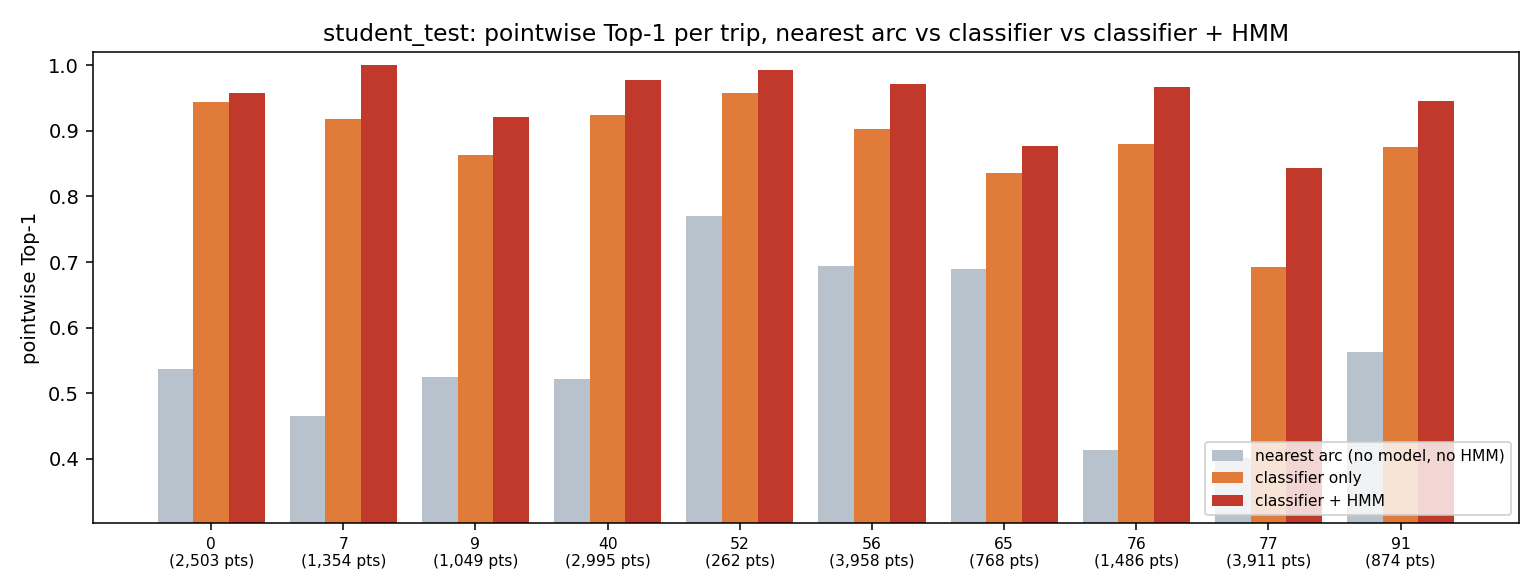 student_test: pointwise Top-1 per trip, nearest arc vs classifier vs classifier + HMM
pointwise Top-1
1.0
0.9
0.8
0.7
0.6
0.5
0.4
nearest arc (no model, no HMM)
classifier only
classifier + HMM
0 7 9 40 52 56 65 76 77 91
(2,503 pts) (1,354 pts) (1,049 pts) (2,995 pts) (262 pts) (3,958 pts) (768 pts) (1,486 pts) (3,911 pts) (874 pts)